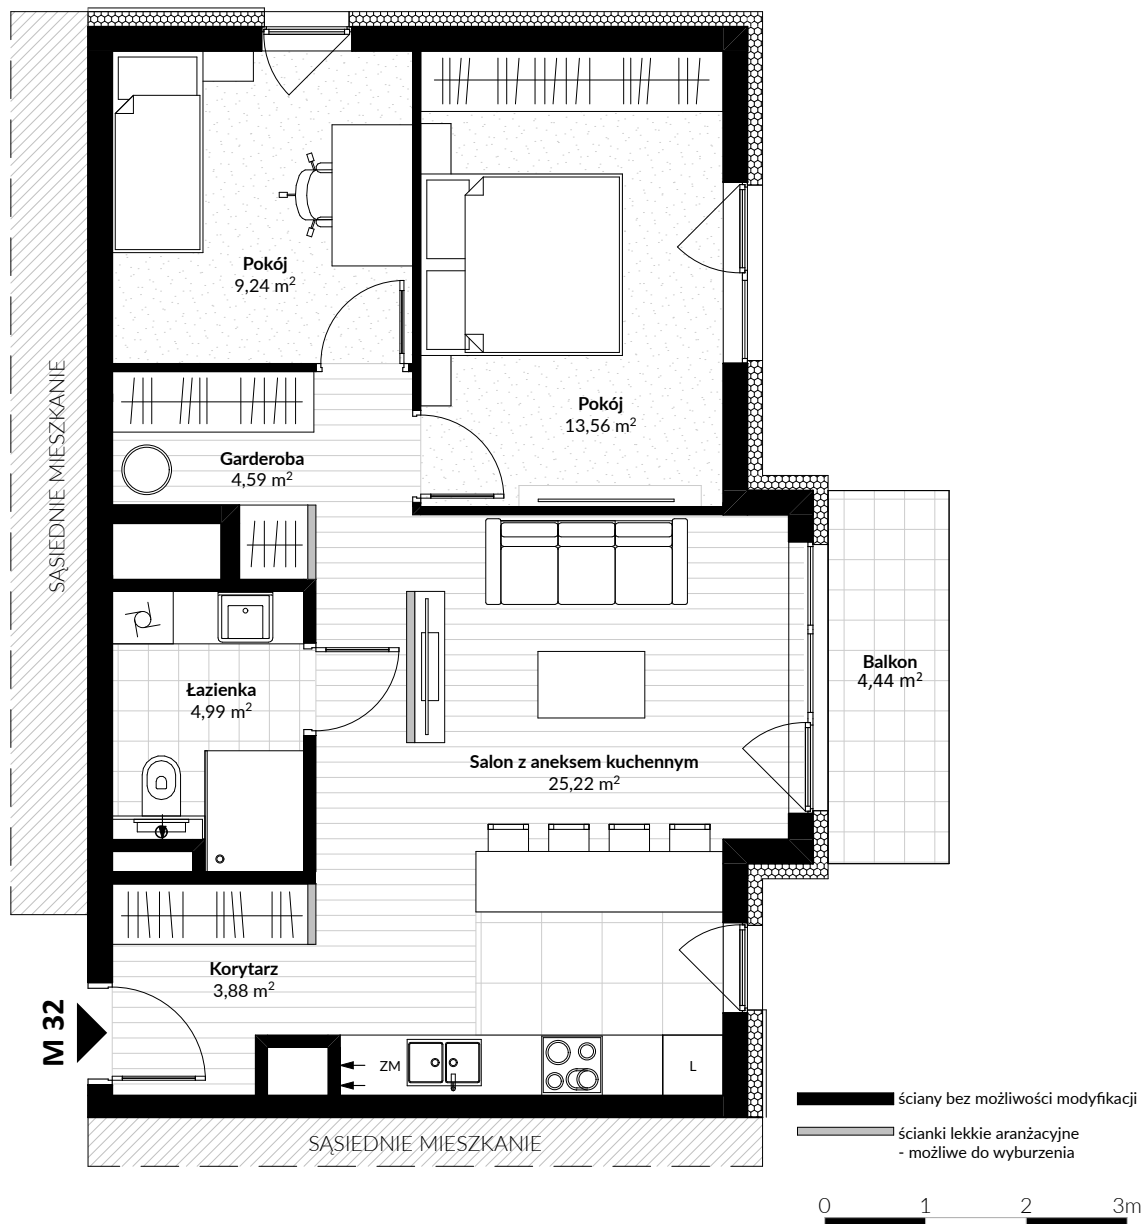 Pokój
9,24 m²
Pokój
13,56 m²
Garderoba
4,59 m²
SĄSIEDNIE MIESZKANIE
Łazienka
4,99 m²
Balkon
4,44 m²
Salon z aneksem kuchennym
25,22 m²
Korytarz
3,88 m²
M 32
ZM
L
SĄSIEDNIE MIESZKANIE
ściany bez możliwości modyfikacji
ścianki lekkie aranżacyjne
- możliwe do wyburzenia
0 1 2 3m